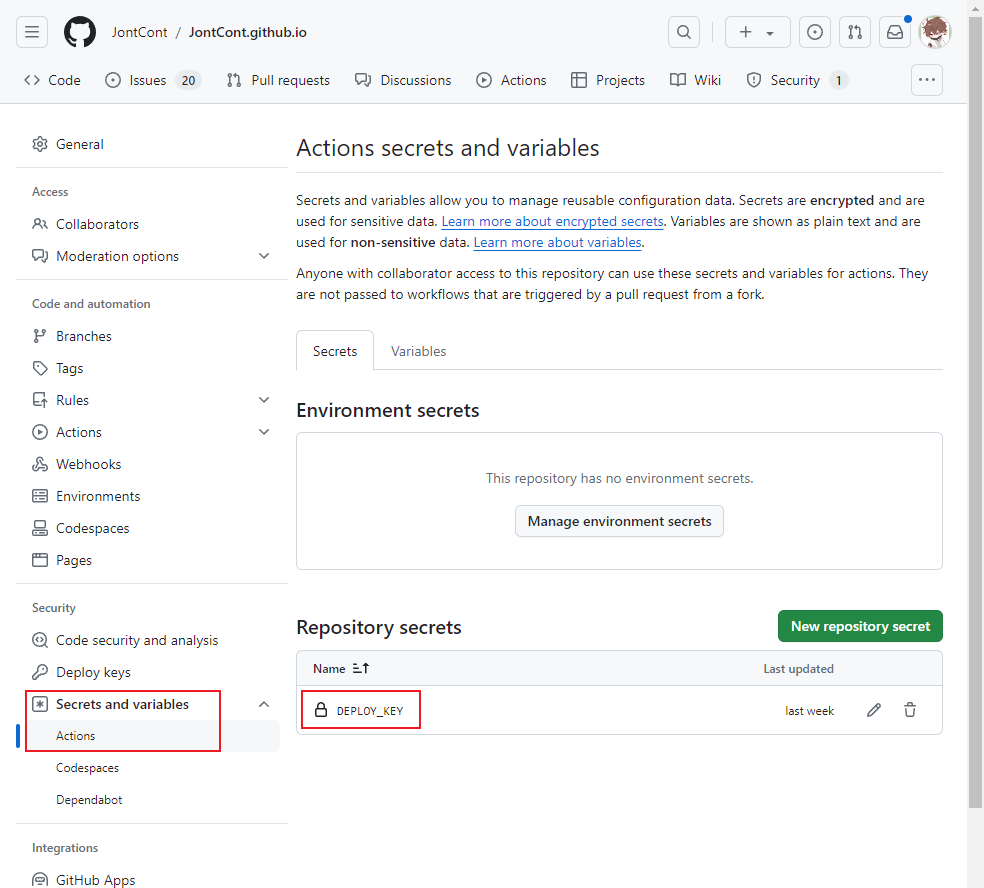 JontCont / JontCont.github.io
Code Issues 20 Pull requests Discussions Actions Projects Wiki Security 1
General
Access
Collaborators
Moderation options
Code and automation
Branches
Tags
Rules
Actions
Webhooks
Environments
Codespaces
Pages
Security
Code security and analysis
Deploy keys
Secrets and variables
Actions
Codespaces
Dependabot
Integrations
GitHub Apps
Actions secrets and variables
Secrets and variables allow you to manage reusable configuration data. Secrets are encrypted and are
used for sensitive data. Learn more about encrypted secrets. Variables are shown as plain text and are
used for non-sensitive data. Learn more about variables.
Anyone with collaborator access to this repository can use these secrets and variables for actions. They
are not passed to workflows that are triggered by a pull request from a fork.
Secrets Variables
Environment secrets
This repository has no environment secrets.
Manage environment secrets
Repository secrets New repository secret
Name Last updated
DEPLOY_KEY last week